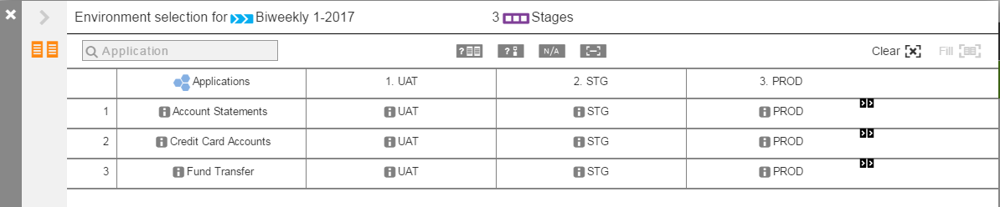 Environment selection for Biweekly 1-2017 3 Stages
Application ? ? N/A Clear Fill
Applications 1. UAT 2. STG 3. PROD
1 Account Statements UAT STG PROD
2 Credit Card Accounts UAT STG PROD
3 Fund Transfer UAT STG PROD